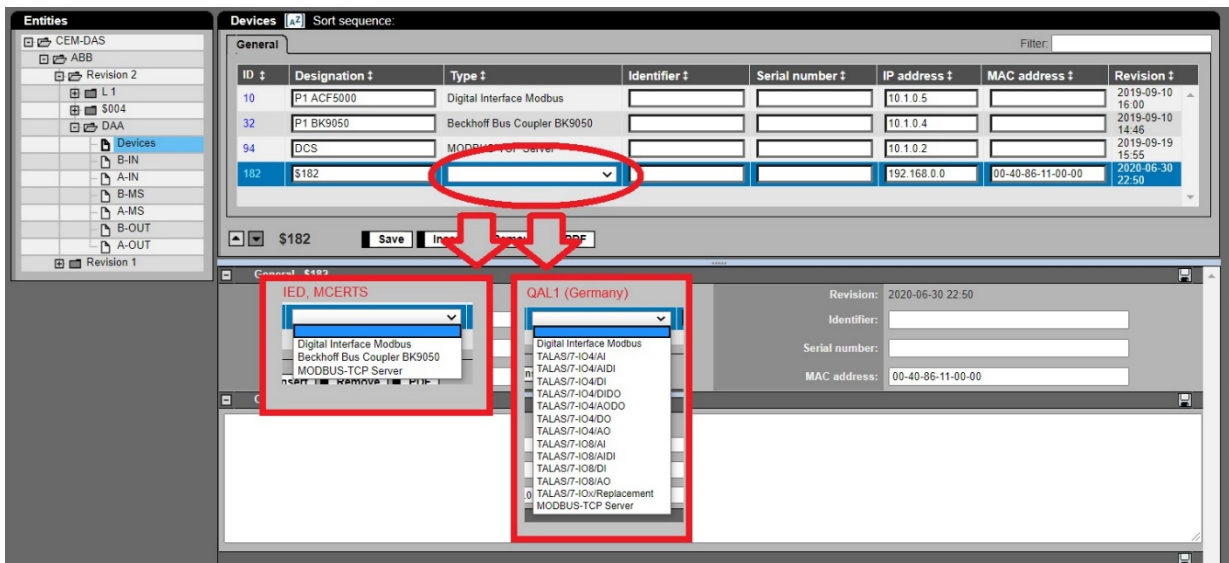 Entities
CEM-DAS
ABB
Revision 2
L 1
S004
DAA
Devices
B-IN
A-IN
B-MS
A-MS
B-OUT
A-OUT
Revision 1
Devices AZ Sort sequence:
General Filter:
ID Designation Type Identifier Serial number IP address MAC address Revision
10 P1 ACF5000 Digital Interface Modbus 10.1.0.5 2019-09-10 16:00
32 P1 BK9050 Beckhoff Bus Coupler BK9050 10.1.0.4 2019-09-10 14:46
94 DCS MODBUS-TCP Server 10.1.0.2 2019-09-19 15:55
182 $182 192.168.0.0 00-40-86-11-00-00 2020-06-30 22:50
$182 Save
General $182
IED, MCERTS
Digital Interface Modbus
Beckhoff Bus Coupler BK9050
MODBUS-TCP Server
Insert Remove PDF
QAL1 (Germany)
Digital Interface Modbus
TALAS/7-IO4/AI
TALAS/7-IO4/AIDI
TALAS/7-IO4/DI
TALAS/7-IO4/DIDO
TALAS/7-IO4/AODO
TALAS/7-IO4/DO
TALAS/7-IO4/AO
TALAS/7-IO8/AI
TALAS/7-IO8/AIDI
TALAS/7-IO8/DI
TALAS/7-IO8/AO
TALAS/7-IOx/Replacement
MODBUS-TCP Server
Revision: 2020-06-30 22:50
Identifier:
Serial number:
MAC address: 00-40-86-11-00-00